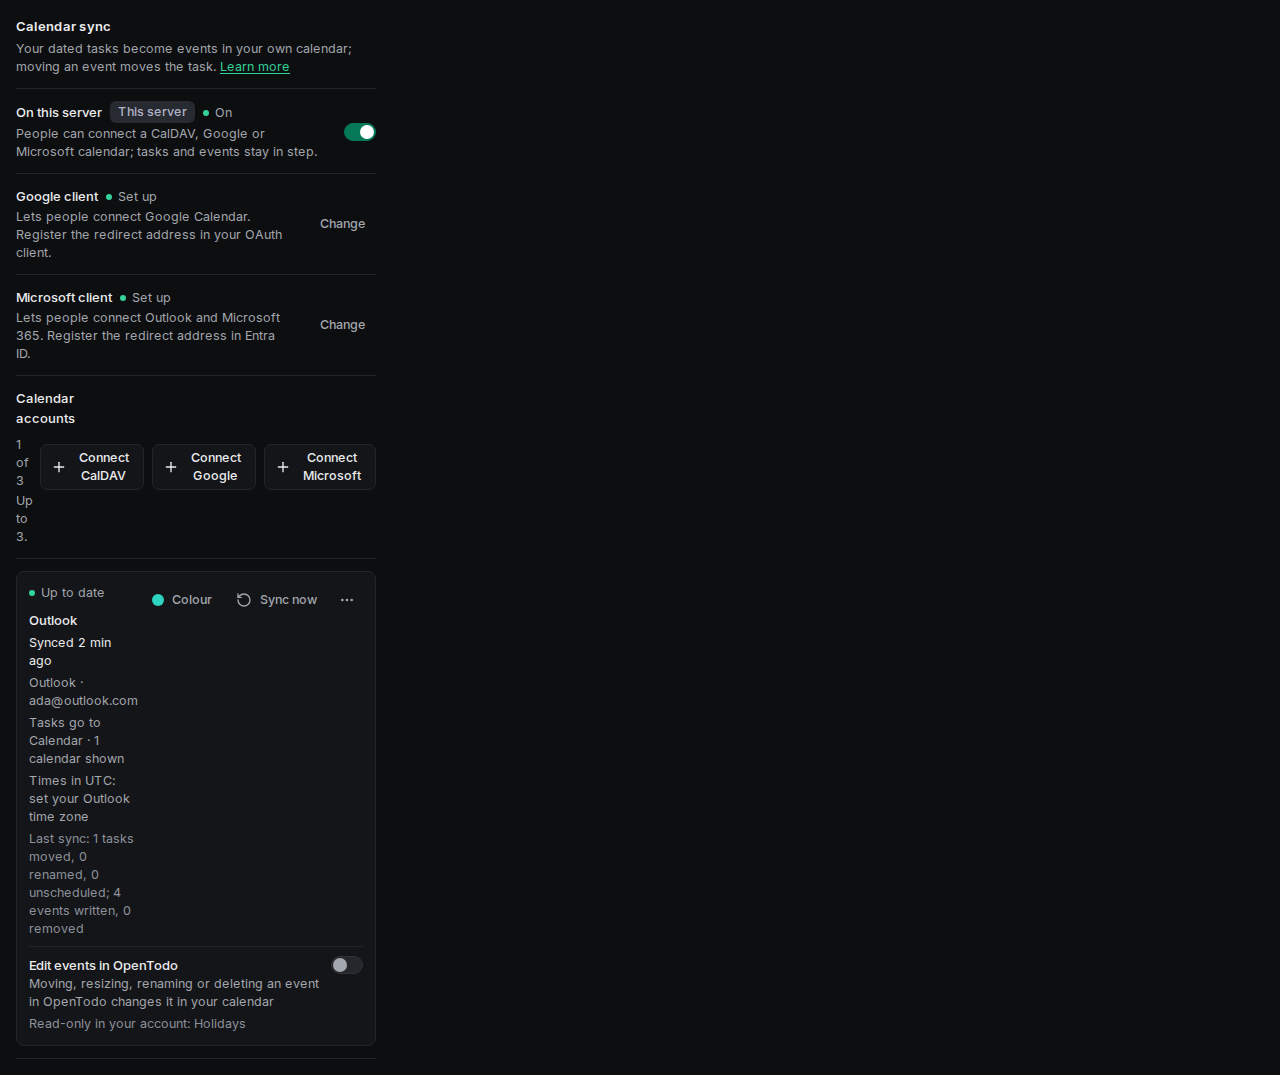 Calendar sync
Your dated tasks become events in your own calendar;
moving an event moves the task. Learn more
On this server This server On
People can connect a CalDAV, Google or
Microsoft calendar; tasks and events stay in step.
Google client Set up
Lets people connect Google Calendar.
Register the redirect address in your OAuth
client.
Change
Microsoft client Set up
Lets people connect Outlook and Microsoft
365. Register the redirect address in Entra
ID.
Change
Calendar
accounts
1
of
3
Up
to
3.
Connect
CalDAV
Connect
Google
Connect
Microsoft
Up to date
Colour
Sync now
Outlook
Synced 2 min
ago
Outlook ·
ada@outlook.com
Tasks go to
Calendar · 1
calendar shown
Times in UTC:
set your Outlook
time zone
Last sync: 1 tasks
moved, 0
renamed, 0
unscheduled; 4
events written, 0
removed
Edit events in OpenTodo
Moving, resizing, renaming or deleting an event
in OpenTodo changes it in your calendar
Read-only in your account: Holidays